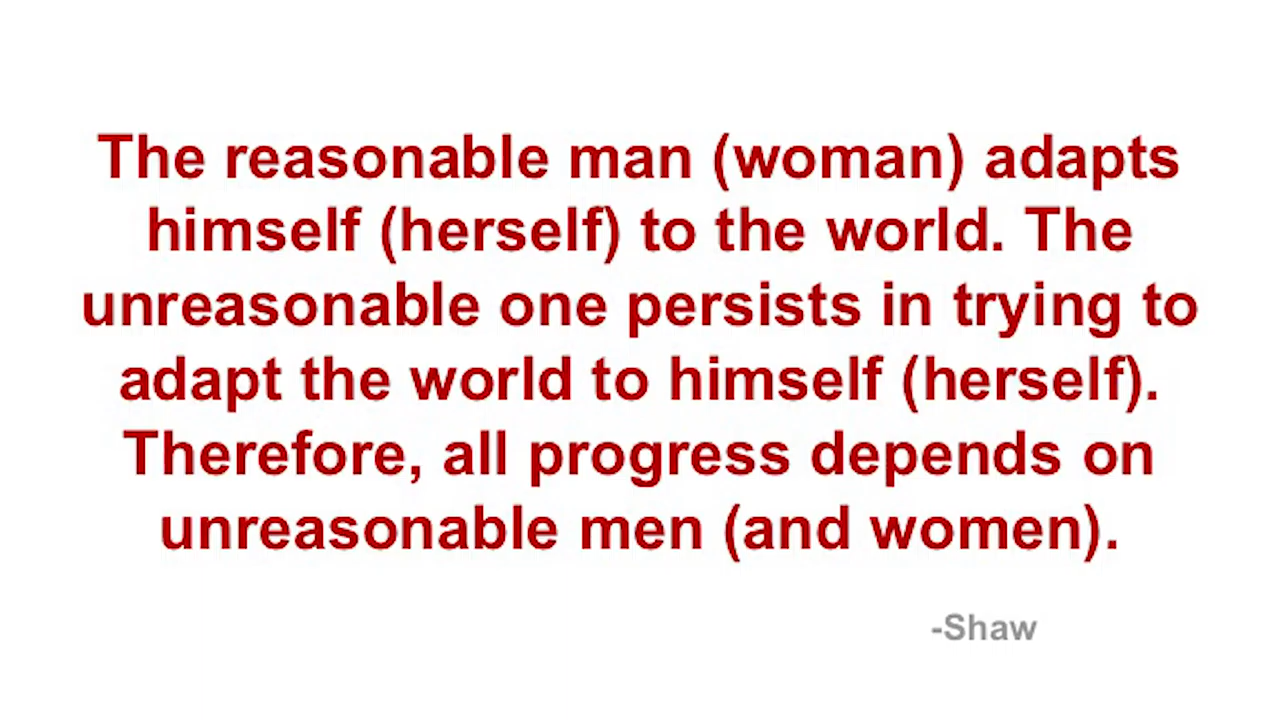 The reasonable man (woman) adapts
himself (herself) to the world. The
unreasonable one persists in trying to
adapt the world to himself (herself).
Therefore, all progress depends on
unreasonable men (and women).
-Shaw